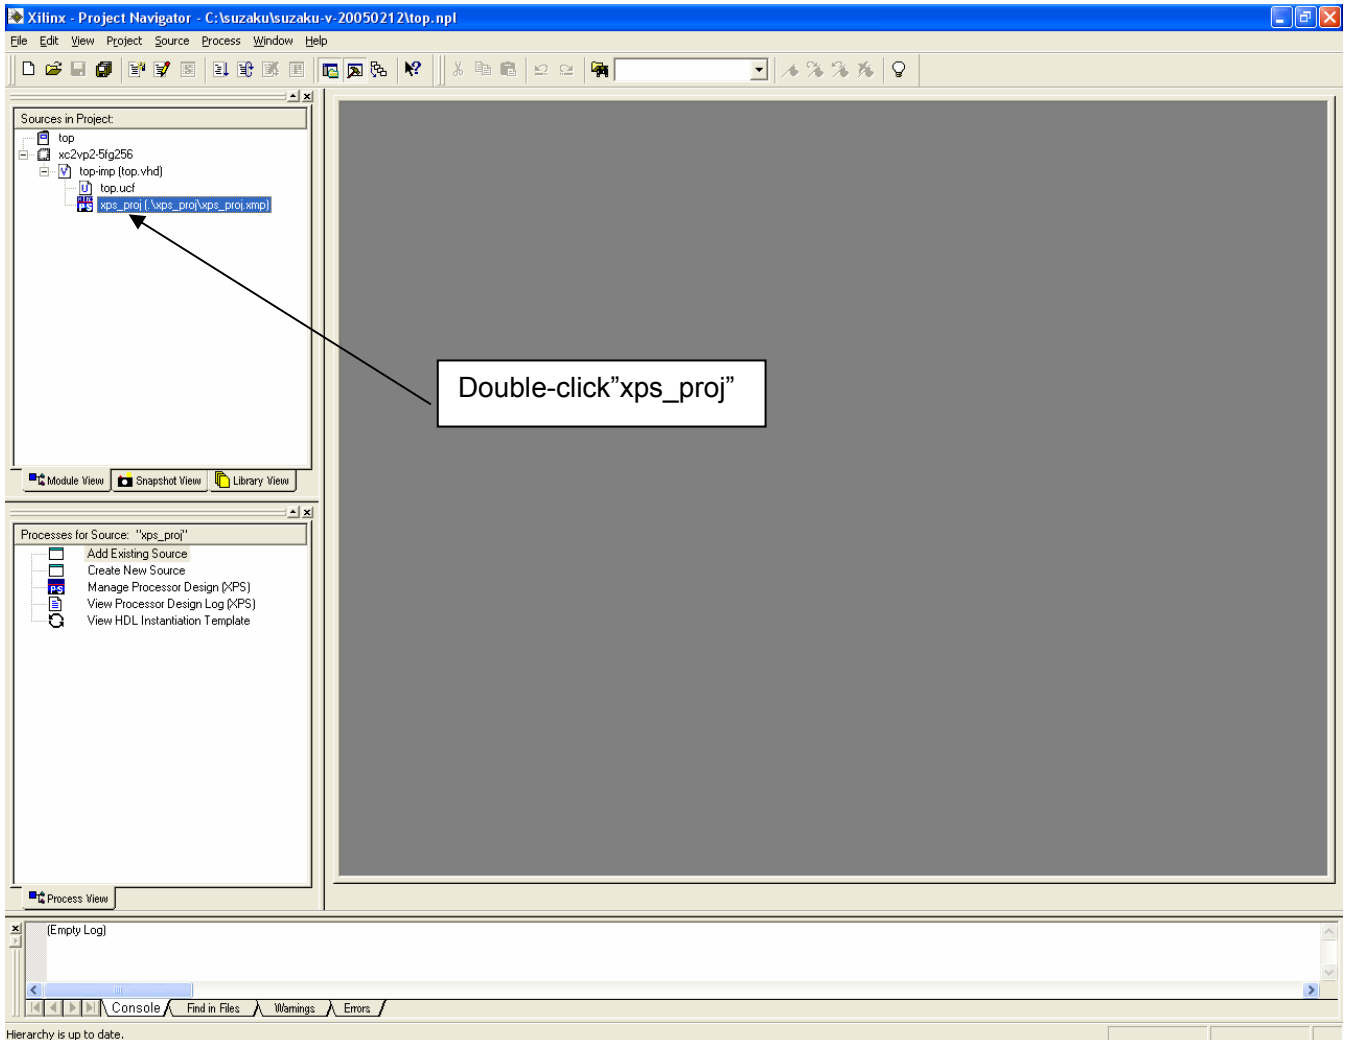 Xilinx - Project Navigator - C:\suzaku\suzaku-v-20050212\top.npl
File Edit View Project Source Process Window Help
Sources in Project:
top
xc2vp2-5fg256
top-imp (top.vhd)
top.ucf
xps_proj (.\xps_proj\xps_proj.xmp)
Double-click”xps_proj”
Module View Snapshot View Library View
Processes for Source: "xps_proj"
Add Existing Source
Create New Source
Manage Processor Design (XPS)
View Processor Design Log (XPS)
View HDL Instantiation Template
Process View
(Empty Log)
Console Find in Files Warnings Errors
Hierarchy is up to date.